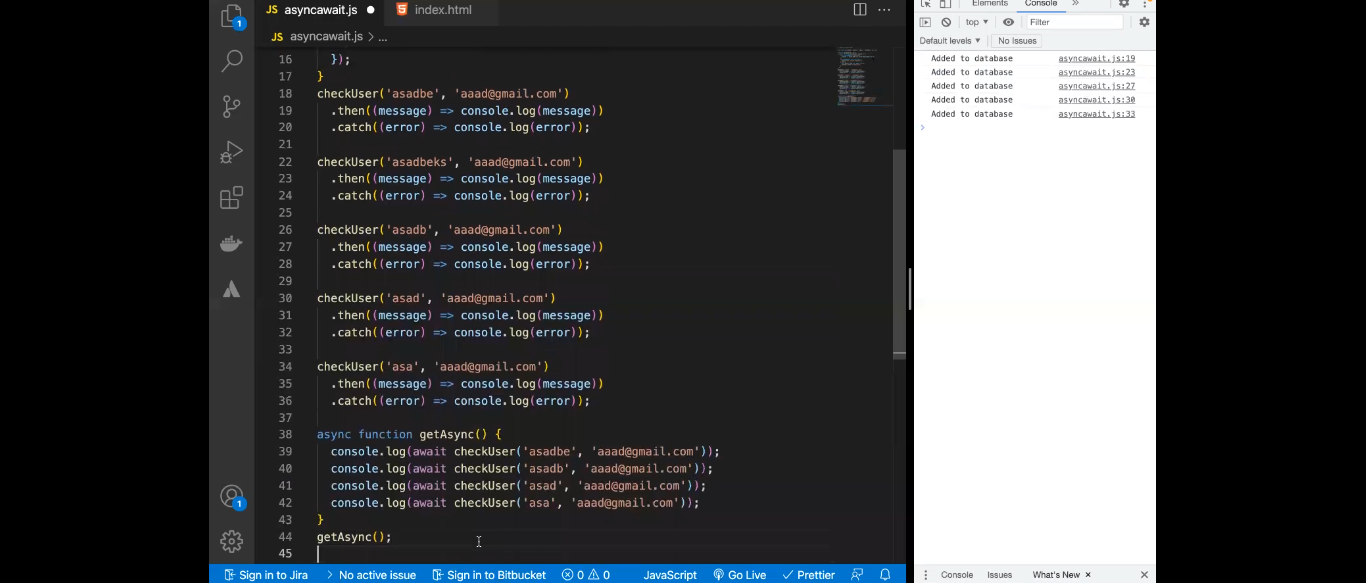 JS asyncawait.js ● index.html
JS asyncawait.js > ...
16 });
17 }
18 checkUser('asadbe', 'aaad@gmail.com')
19 .then((message) => console.log(message))
20 .catch((error) => console.log(error));
21
22 checkUser('asadbeks', 'aaad@gmail.com')
23 .then((message) => console.log(message))
24 .catch((error) => console.log(error));
25
26 checkUser('asadb', 'aaad@gmail.com')
27 .then((message) => console.log(message))
28 .catch((error) => console.log(error));
29
30 checkUser('asad', 'aaad@gmail.com')
31 .then((message) => console.log(message))
32 .catch((error) => console.log(error));
33
34 checkUser('asa', 'aaad@gmail.com')
35 .then((message) => console.log(message))
36 .catch((error) => console.log(error));
37
38 async function getAsync() {
39 console.log(await checkUser('asadbe', 'aaad@gmail.com'));
40 console.log(await checkUser('asadb', 'aaad@gmail.com'));
41 console.log(await checkUser('asad', 'aaad@gmail.com'));
42 console.log(await checkUser('asa', 'aaad@gmail.com'));
43 }
44 getAsync();
45
1
1
Sign in to Jira > No active issue Sign in to Bitbucket 0 0 JavaScript Go Live Prettier
Elements Console »
top ▼ Filter
Default levels ▼ No Issues
Added to database asyncawait.js:19
Added to database asyncawait.js:23
Added to database asyncawait.js:27
Added to database asyncawait.js:30
Added to database asyncawait.js:33
>
Console Issues What's New ×